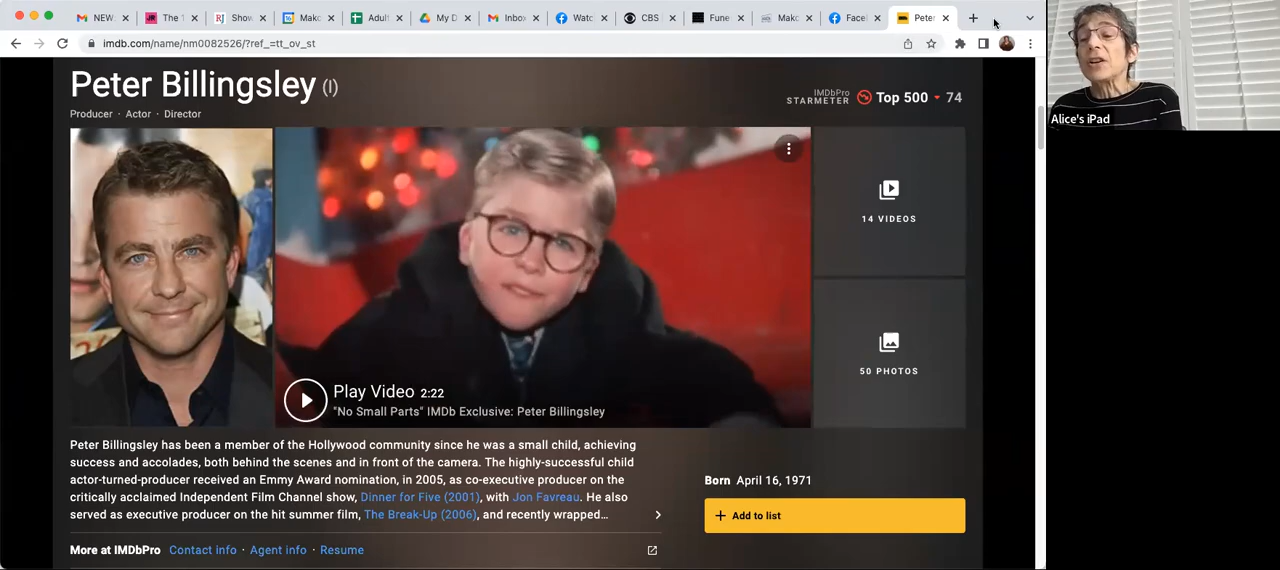 NEW
The 1
Show
Make
Adul
My D
Inbox
Watc
CBS
Fune
Make
Face
Peter
imdb.com/name/nm0082526/?ref_=tt_ov_st
Alice's iPad
Peter Billingsley (I)
Producer · Actor · Director
IMDbPro
STARMETER
Top 500
74
14 VIDEOS
50 PHOTOS
Play Video 2:22
"No Small Parts" IMDb Exclusive: Peter Billingsley
Peter Billingsley has been a member of the Hollywood community since he was a small child, achieving
success and accolades, both behind the scenes and in front of the camera. The highly-successful child
actor-turned-producer received an Emmy Award nomination, in 2005, as co-executive producer on the
critically acclaimed Independent Film Channel show, Dinner for Five (2001), with Jon Favreau. He also
served as executive producer on the hit summer film, The Break-Up (2006), and recently wrapped...
Born April 16, 1971
+ Add to list
More at IMDbPro Contact info · Agent info · Resume